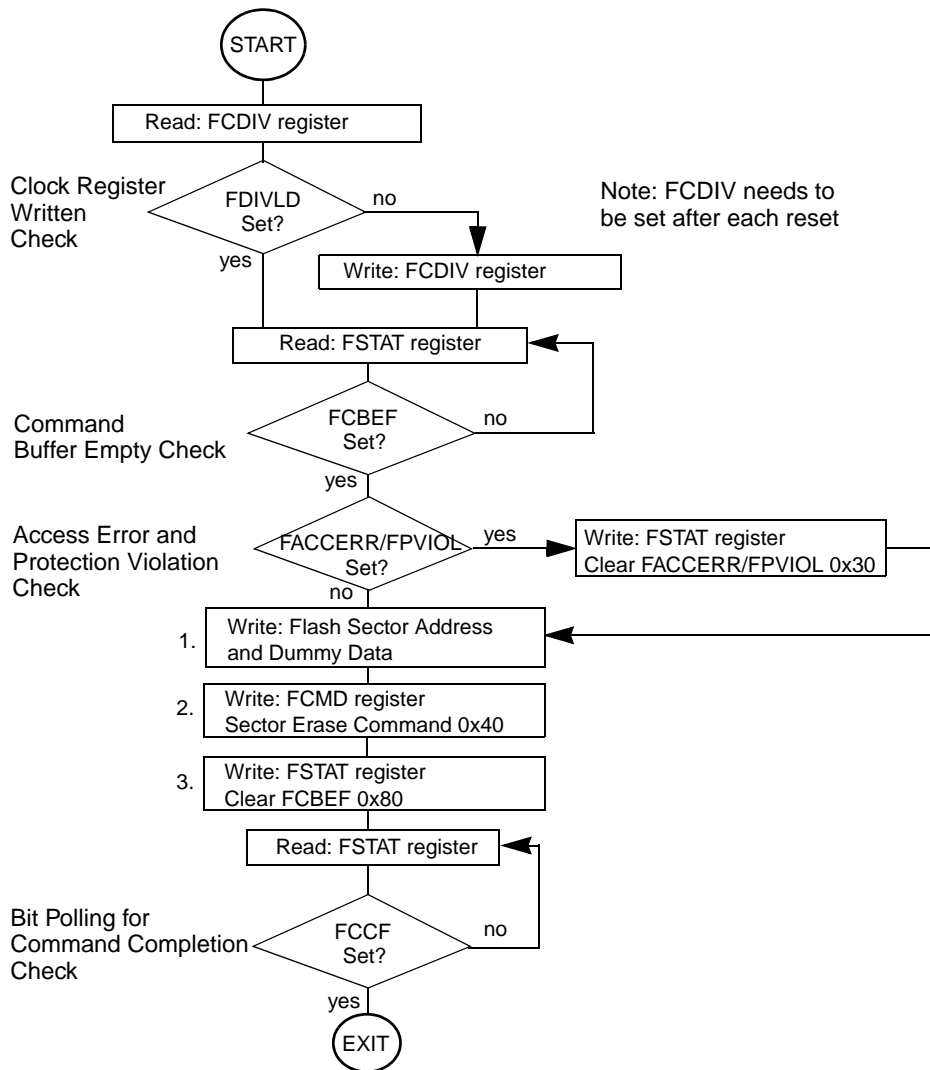 START
Read: FCDIV register
Clock Register
Written
Check
FDIVLD
Set?
no
yes
Note: FCDIV needs to
be set after each reset
Write: FCDIV register
Read: FSTAT register
Command
Buffer Empty Check
FCBEF
Set?
no
yes
Access Error and
Protection Violation
Check
FACCERR/FPVIOL
Set?
yes
no
Write: FSTAT register
Clear FACCERR/FPVIOL 0x30
1.
Write: Flash Sector Address
and Dummy Data
2.
Write: FCMD register
Sector Erase Command 0x40
3.
Write: FSTAT register
Clear FCBEF 0x80
Read: FSTAT register
Bit Polling for
Command Completion
Check
FCCF
Set?
no
yes
EXIT